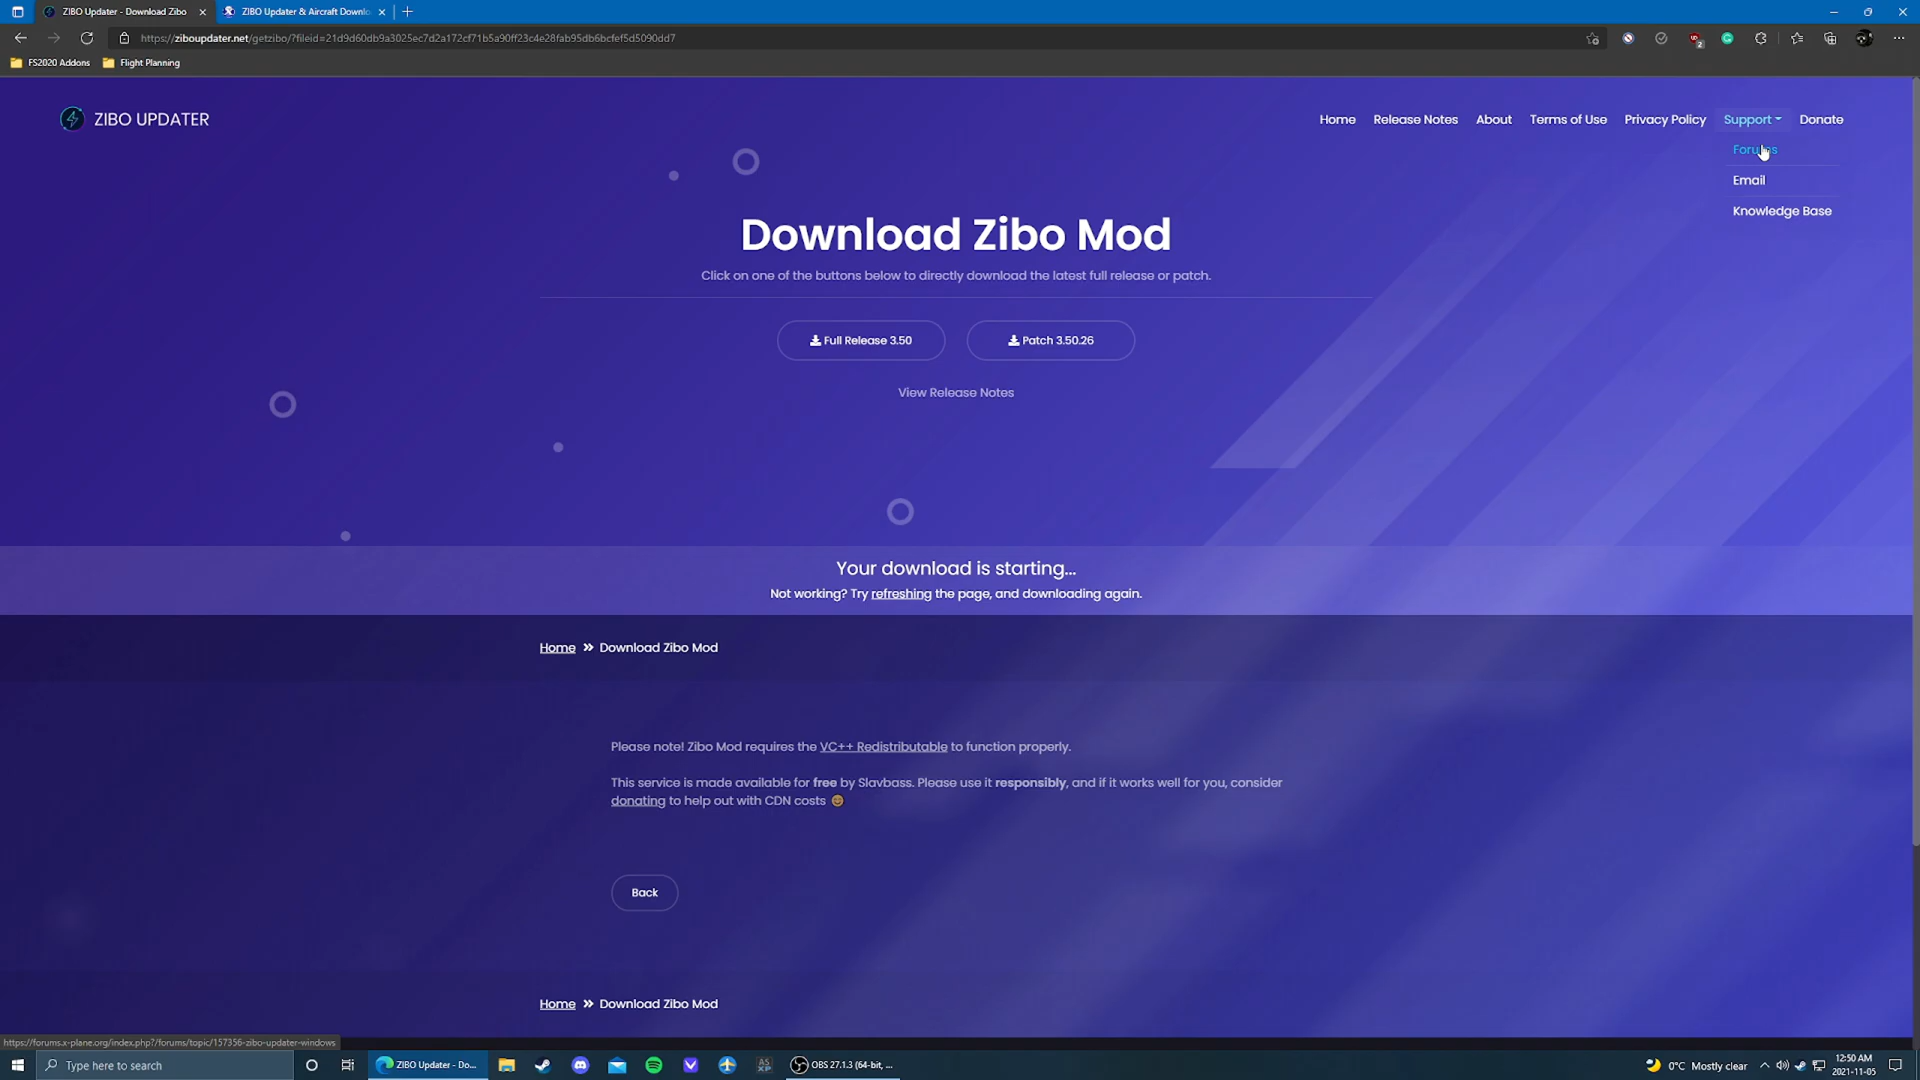 ZIBO Updater - Download Zibo
ZIBO Updater & Aircraft Downlo
https://ziboupdater.net/getzibo/?fileid=21d9d60db9a3025ec7d2a172cf71b5a90ff23c4e28fab95db6bcfef5d5090dd7
2
FS2020 Addons
Flight Planning
ZIBO UPDATER
Home
Release Notes
About
Terms of Use
Privacy Policy
Support
Donate
Forums
Email
Knowledge Base
Download Zibo Mod
Click on one of the buttons below to directly download the latest full release or patch.
Full Release 3.50
Patch 3.50.26
View Release Notes
Your download is starting...
Not working? Try refreshing the page, and downloading again.
Home » Download Zibo Mod
Please note! Zibo Mod requires the VC++ Redistributable to function properly.
This service is made available for free by Slavbass. Please use it responsibly, and if it works well for you, consider
donating to help out with CDN costs
Back
Home » Download Zibo Mod
https://forums.x-plane.org/index.php?/forums/topic/157356-zibo-updater-windows
Type here to search
ZIBO Updater - Do...
AS
XP
OBS 27.1.3 (64-bit, ...
0°C Mostly clear
12:50 AM
2021-11-05